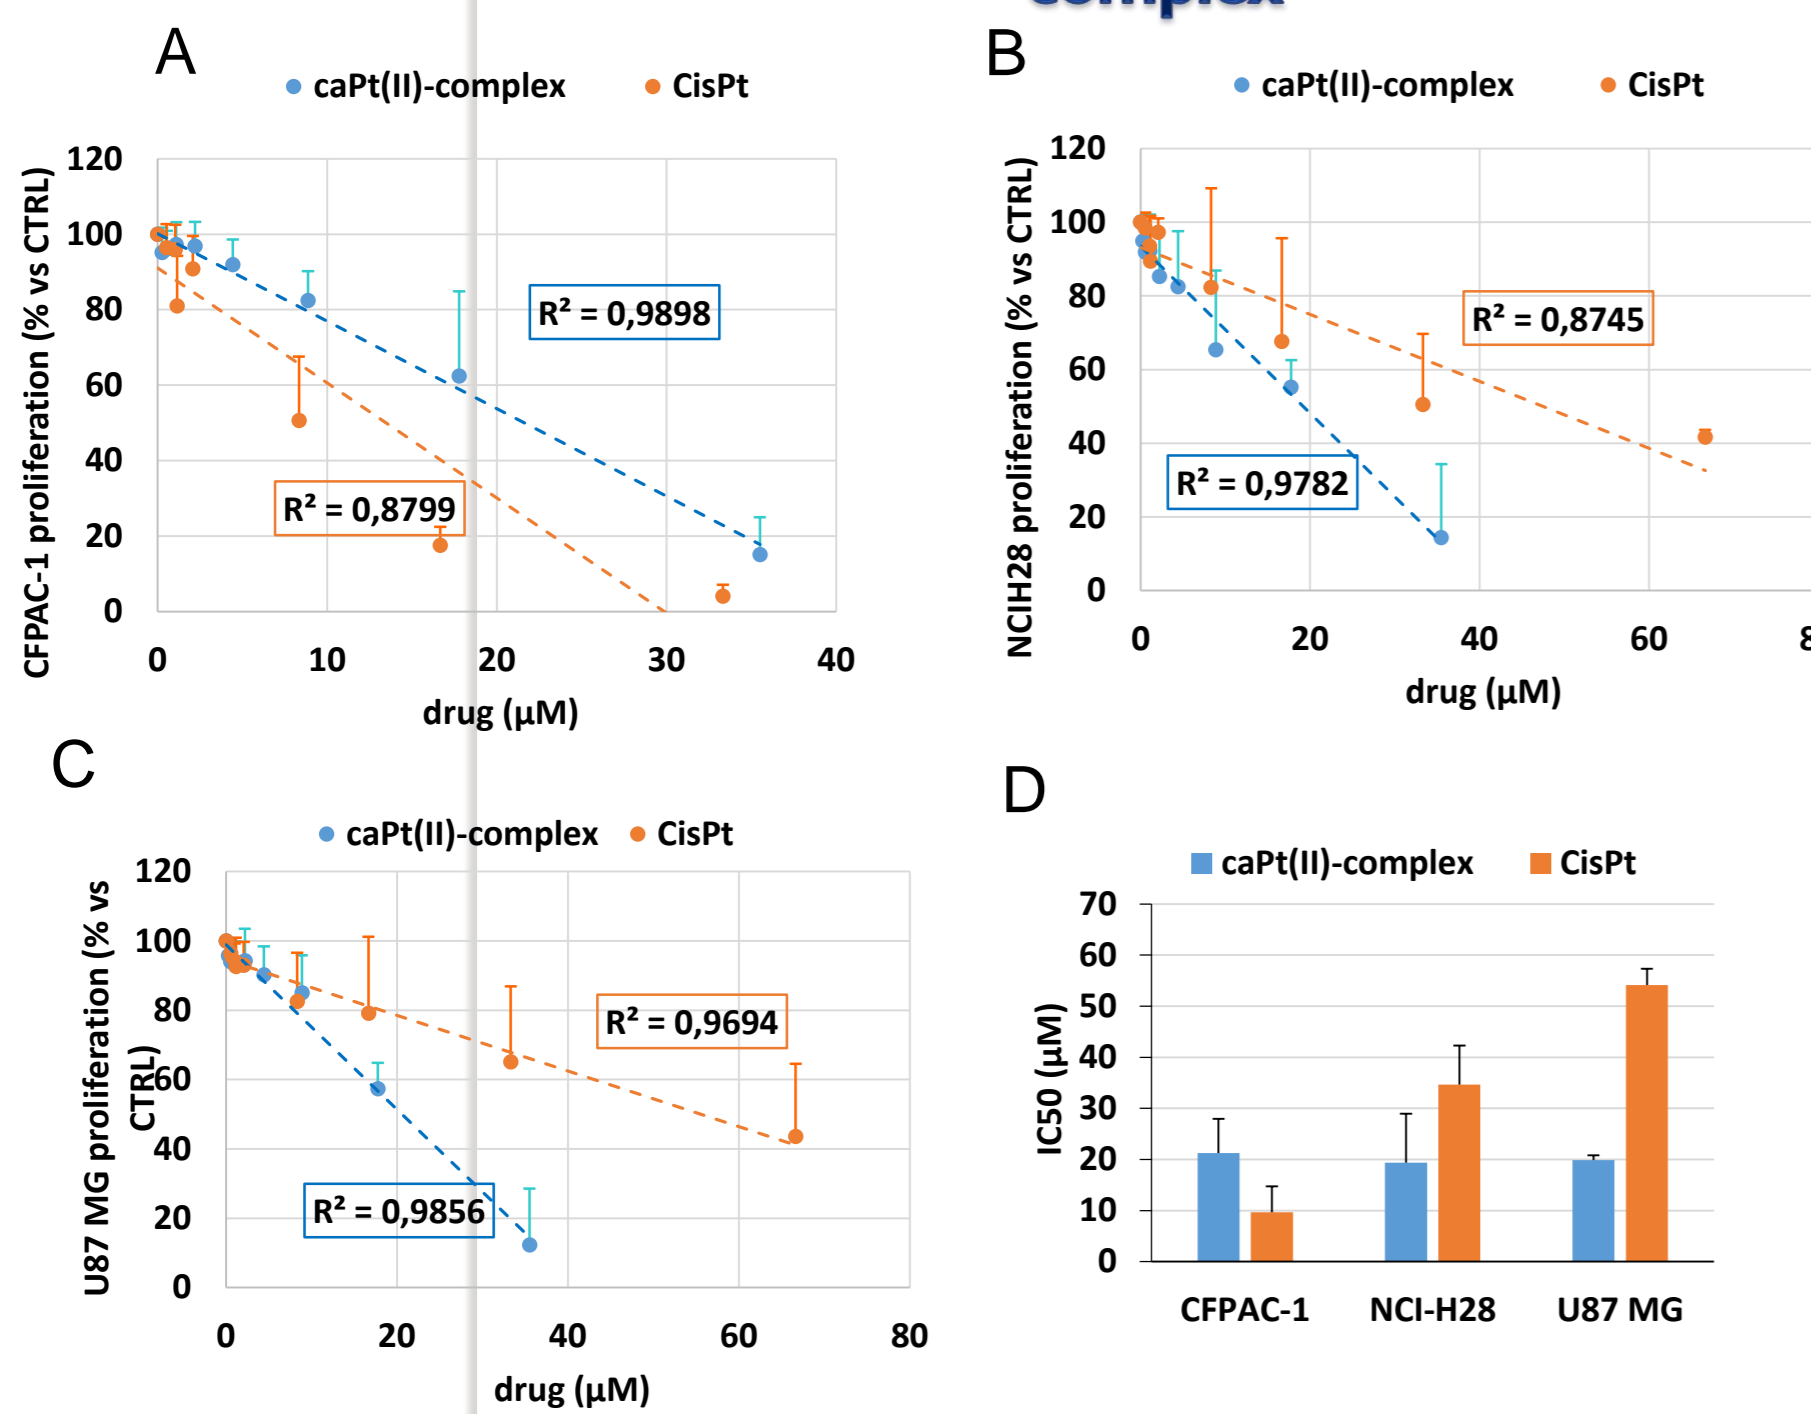 complex
A
caPt(II)-complex CisPt
CFPAC-1 proliferation (% vs CTRL)
120
100
80
60
40
20
0
R² = 0,9898
R² = 0,8799
0 10 20 30 40
drug (µM)
B
caPt(II)-complex CisPt
NCIH28 proliferation (% vs CTRL)
120
100
80
60
40
20
0
R² = 0,8745
R² = 0,9782
0 20 40 60 8
drug (µM)
C
caPt(II)-complex CisPt
U87 MG proliferation (% vs
CTRL)
120
100
80
60
40
20
0
R² = 0,9694
R² = 0,9856
0 20 40 60 80
drug (µM)
D
caPt(II)-complex CisPt
IC50 (µM)
70
60
50
40
30
20
10
0
CFPAC-1 NCI-H28 U87 MG